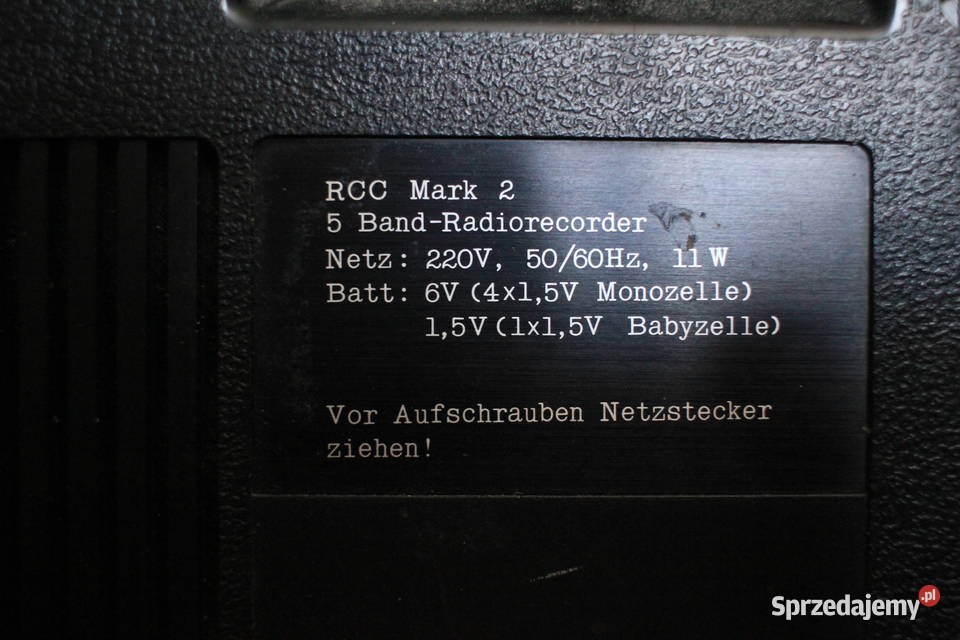 RCC Mark 2
5 Band-Radiorecorder
Netz: 220V, 50/60Hz, 11W
Batt: 6V (4x1,5V Monozelle)
1,5V (1x1,5V Babyzelle)
Vor Aufschrauben Netzstecker
ziehen!
Sprzedajemy.pl